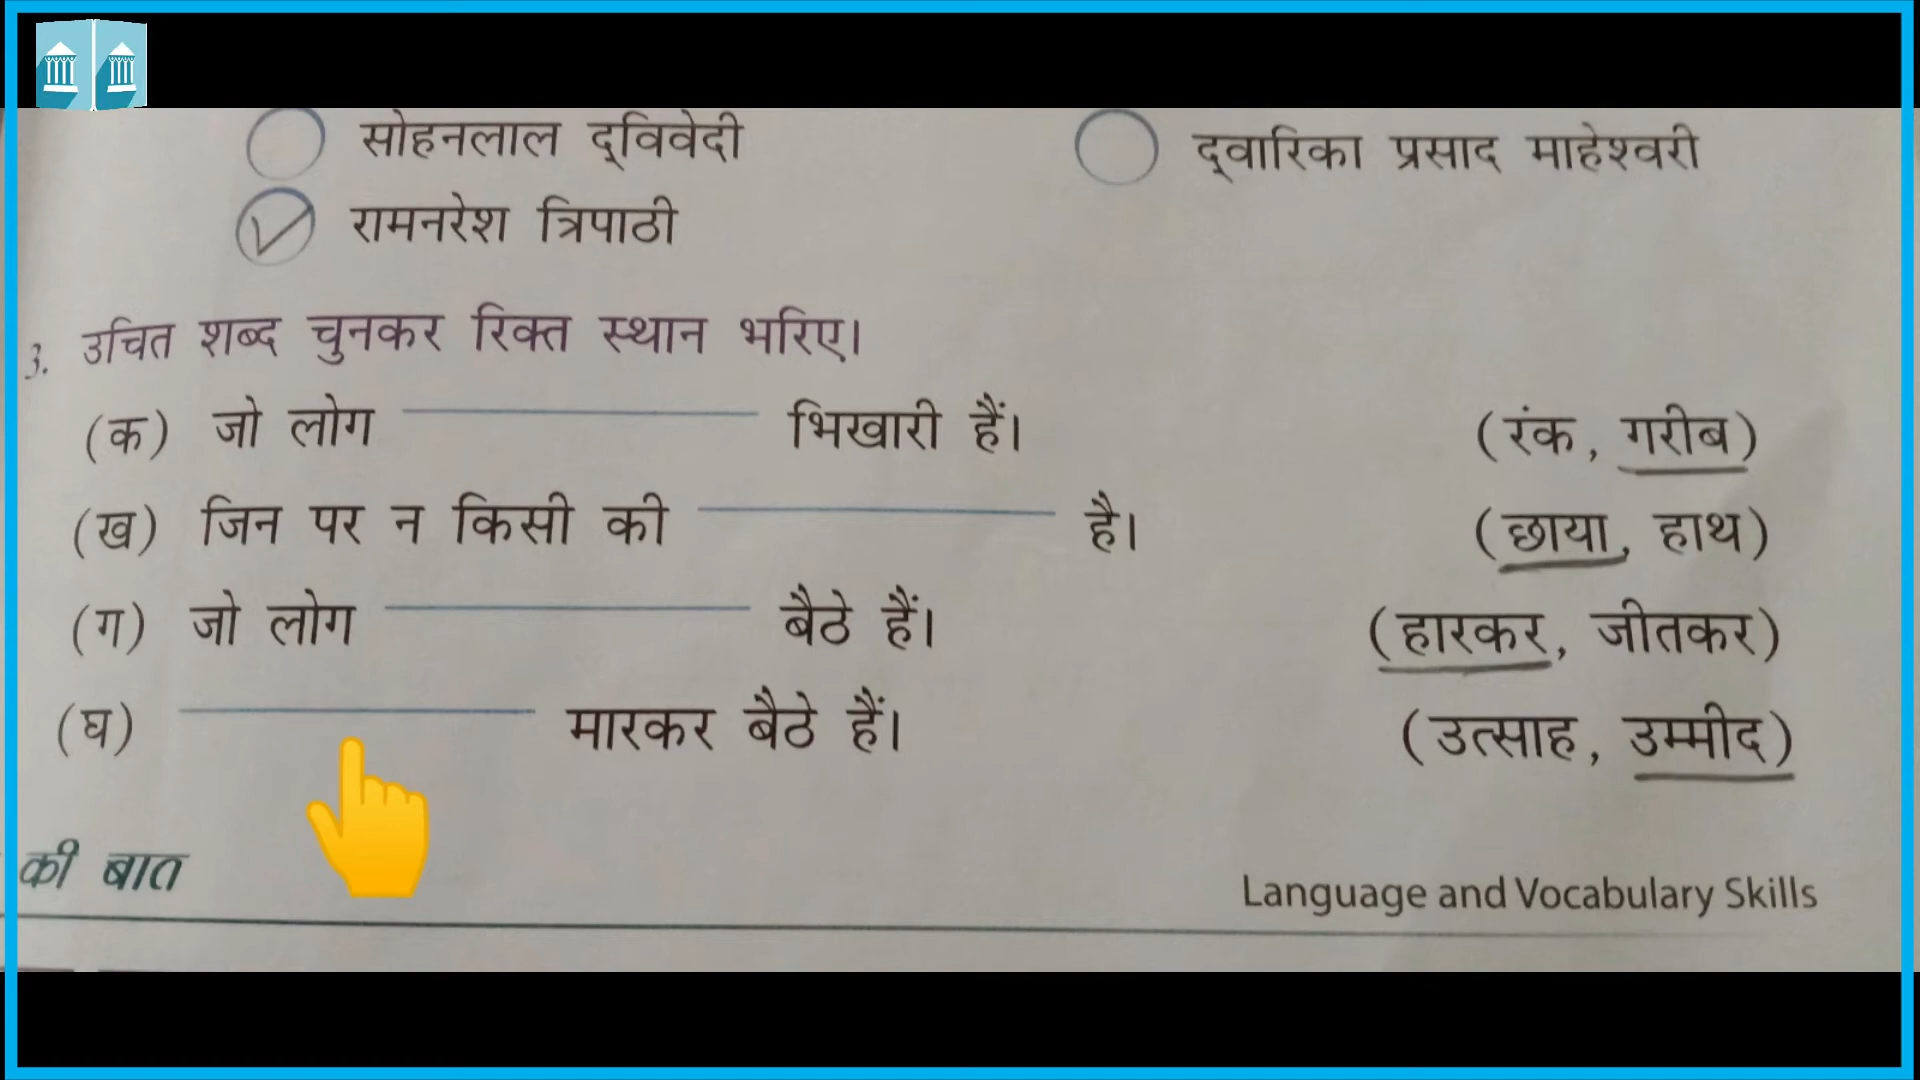 सोहनलाल द्‌विवेदी द्‌वारिका प्रसाद माहेश्वरी
रामनरेश त्रिपाठी
3. उचित शब्द चुनकर रिक्त स्थान भरिए।
(क) जो लोग भिखारी हैं। (रंक, गरीब)
(ख) जिन पर न किसी की है। (छाया, हाथ)
(ग) जो लोग बैठे हैं। (हारकर, जीतकर)
(घ) मारकर बैठे हैं। (उत्साह, उम्मीद)
की बात Language and Vocabulary Skills